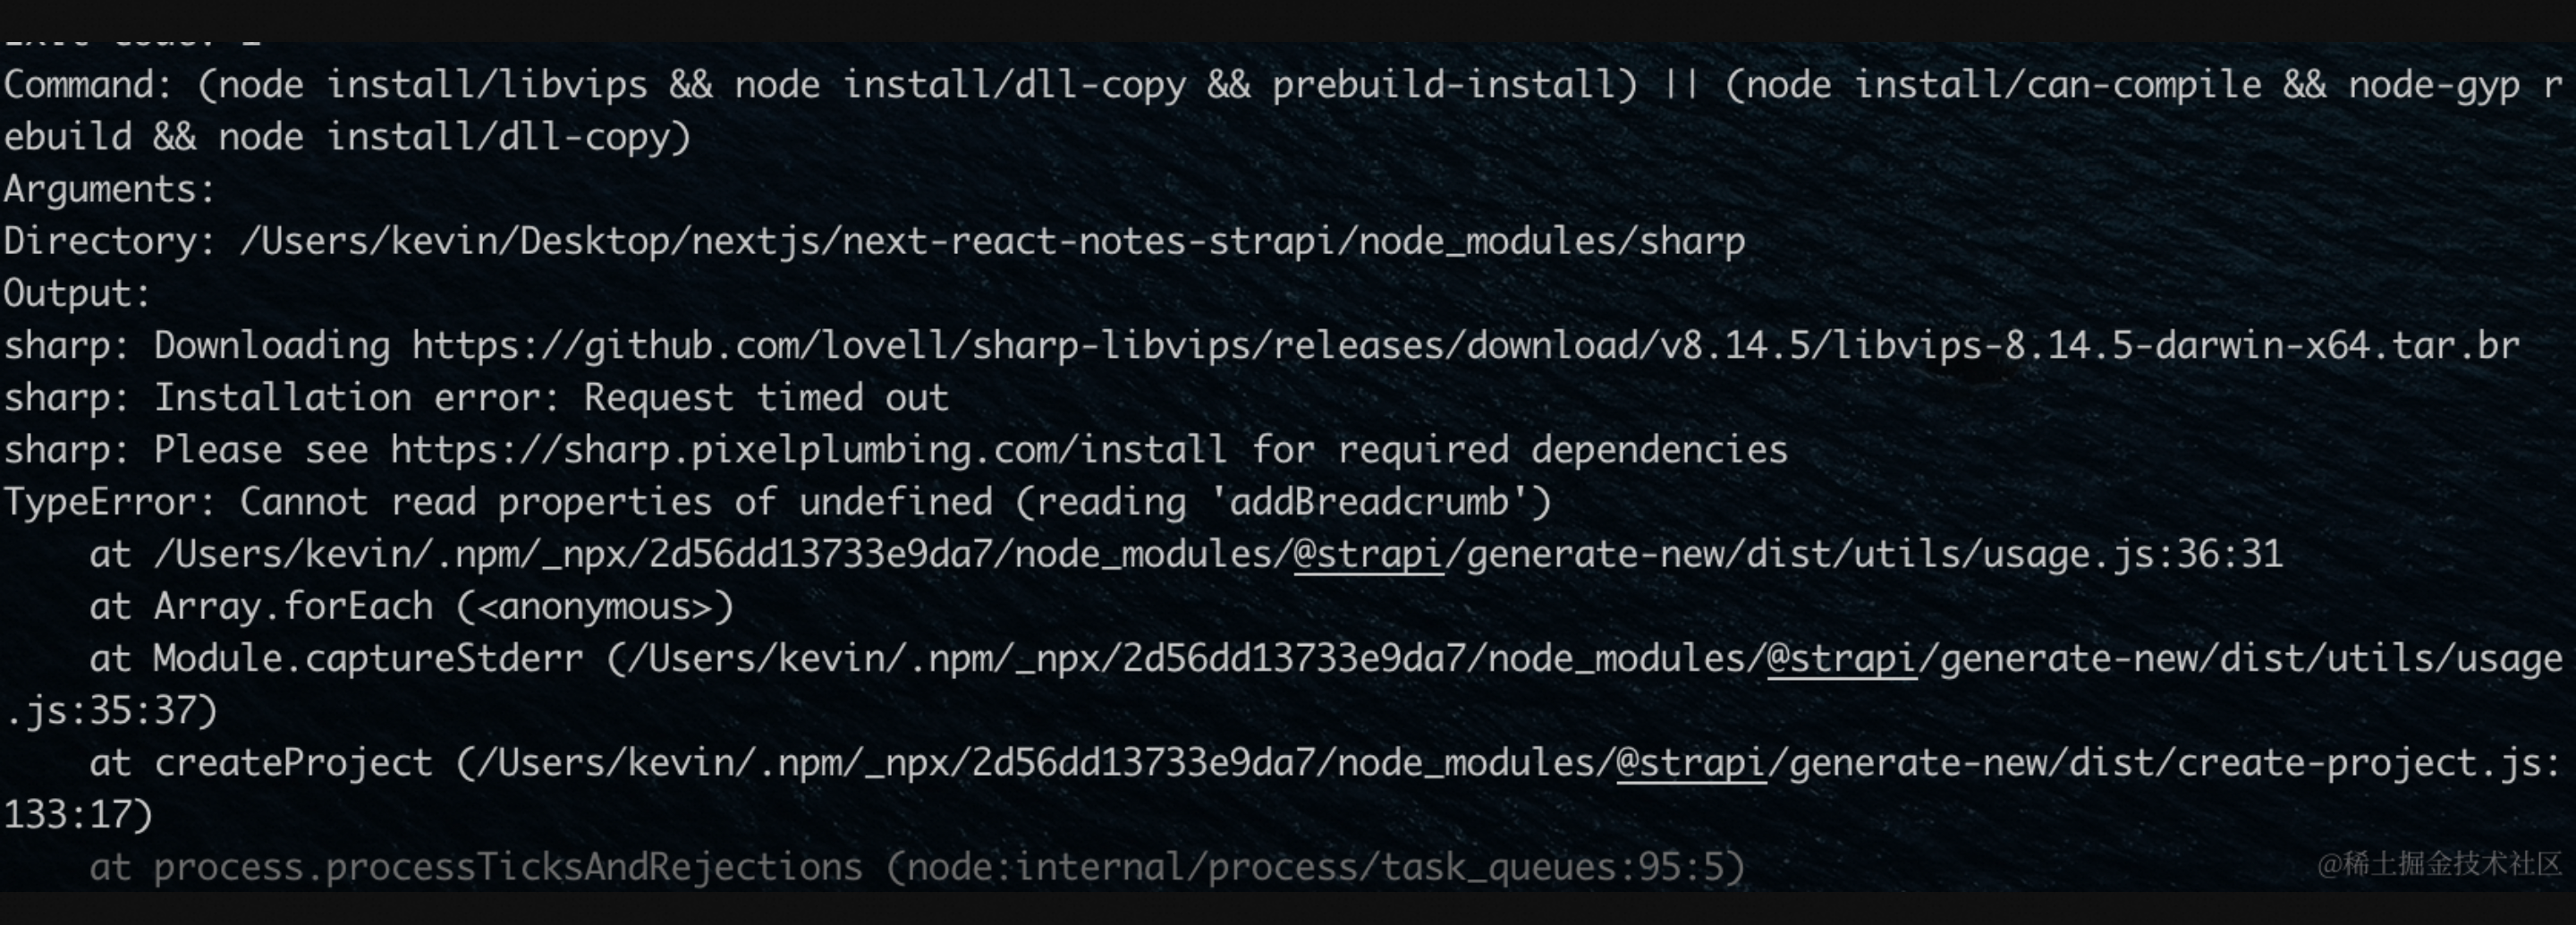 Exit code: 1
Command: (node install/libvips && node install/dll-copy && prebuild-install) || (node install/can-compile && node-gyp r
ebuild && node install/dll-copy)
Arguments:
Directory: /Users/kevin/Desktop/nextjs/next-react-notes-strapi/node_modules/sharp
Output:
sharp: Downloading https://github.com/lovell/sharp-libvips/releases/download/v8.14.5/libvips-8.14.5-darwin-x64.tar.br
sharp: Installation error: Request timed out
sharp: Please see https://sharp.pixelplumbing.com/install for required dependencies
TypeError: Cannot read properties of undefined (reading 'addBreadcrumb')
    at /Users/kevin/.npm/_npx/2d56dd13733e9da7/node_modules/@strapi/generate-new/dist/utils/usage.js:36:31
    at Array.forEach (<anonymous>)
    at Module.captureStderr (/Users/kevin/.npm/_npx/2d56dd13733e9da7/node_modules/@strapi/generate-new/dist/utils/usage
.js:35:37)
    at createProject (/Users/kevin/.npm/_npx/2d56dd13733e9da7/node_modules/@strapi/generate-new/dist/create-project.js:
133:17)
    at process.processTicksAndRejections (node:internal/process/task_queues:95:5)
@稀土掘金技术社区